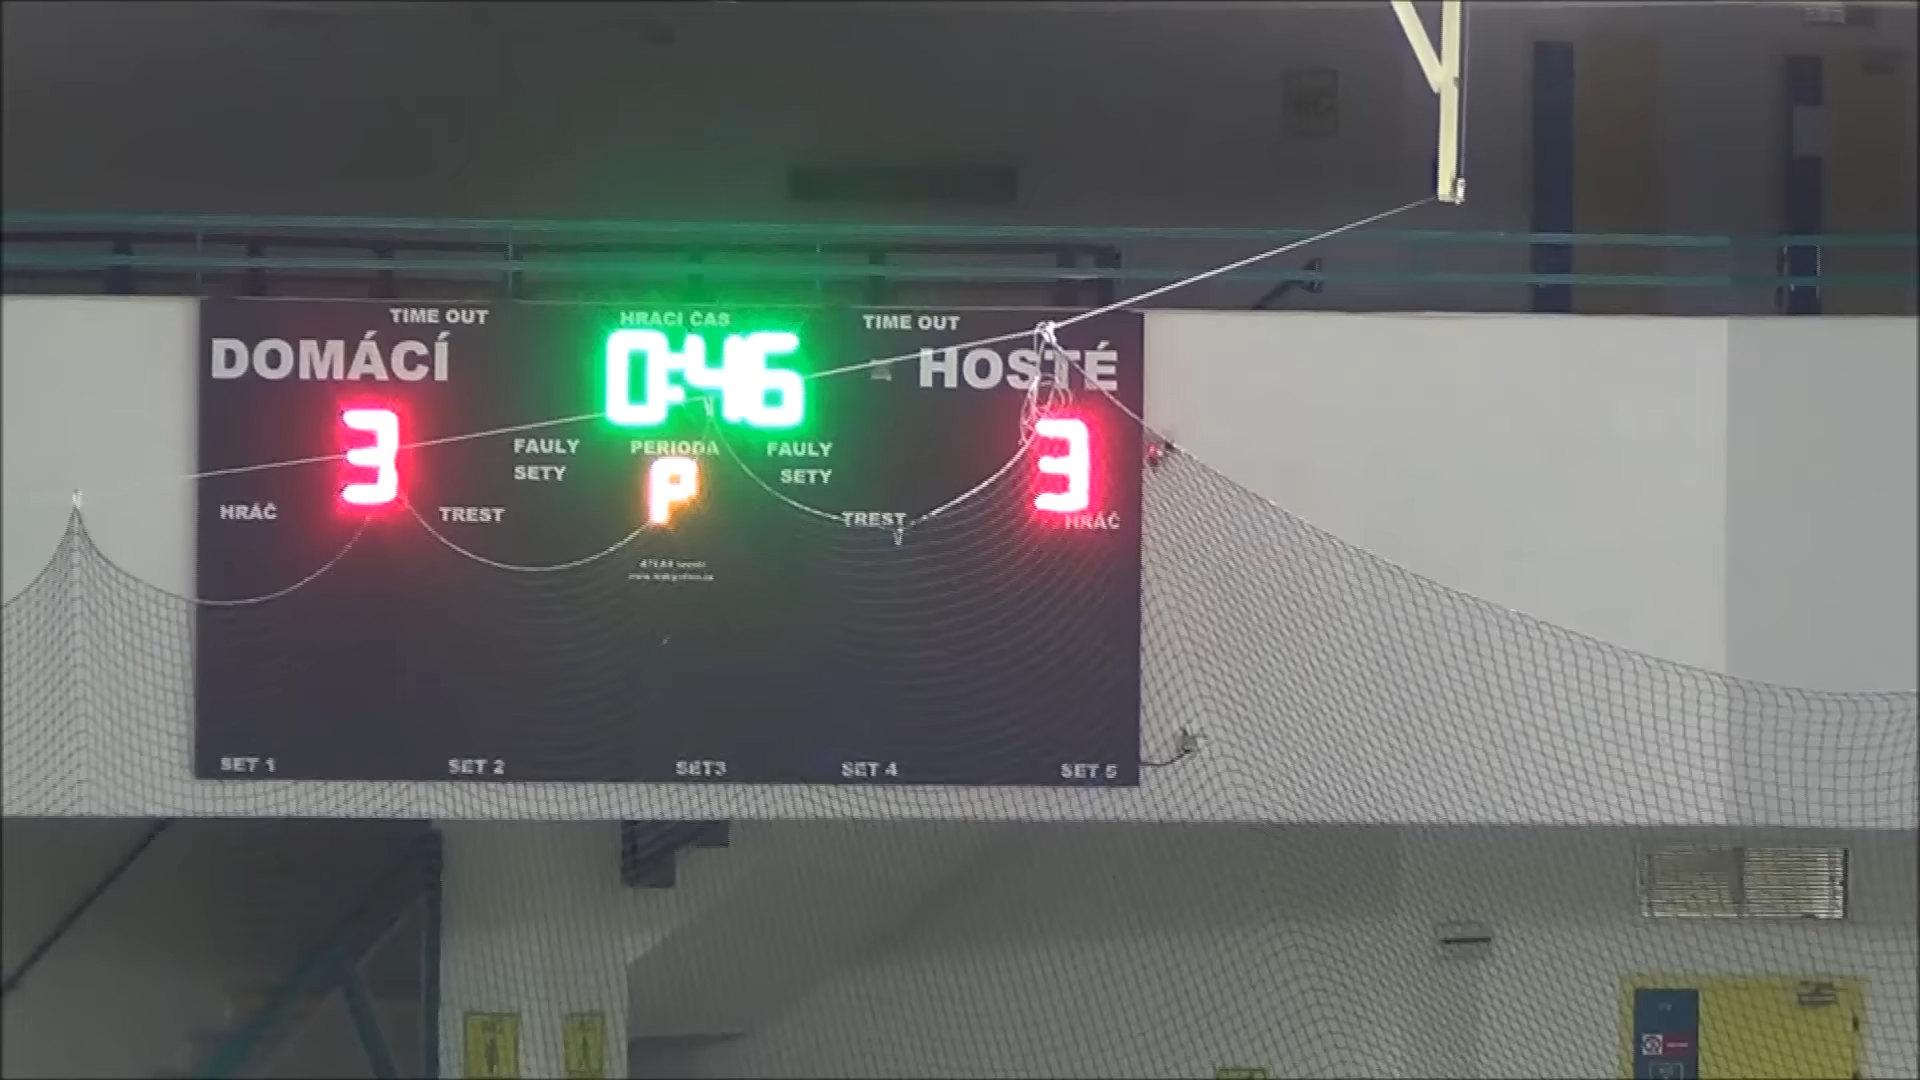 TIME OUT
HRACÍ ČAS
TIME OUT
DOMÁCÍ
0:46
HOSTÉ
3
FAULY
PERIODA
FAULY
3
SETY
P
SETY
HRÁČ
TREST
TREST
HRÁČ
SET 1
SET 2
SET3
SET 4
SET 5
WC